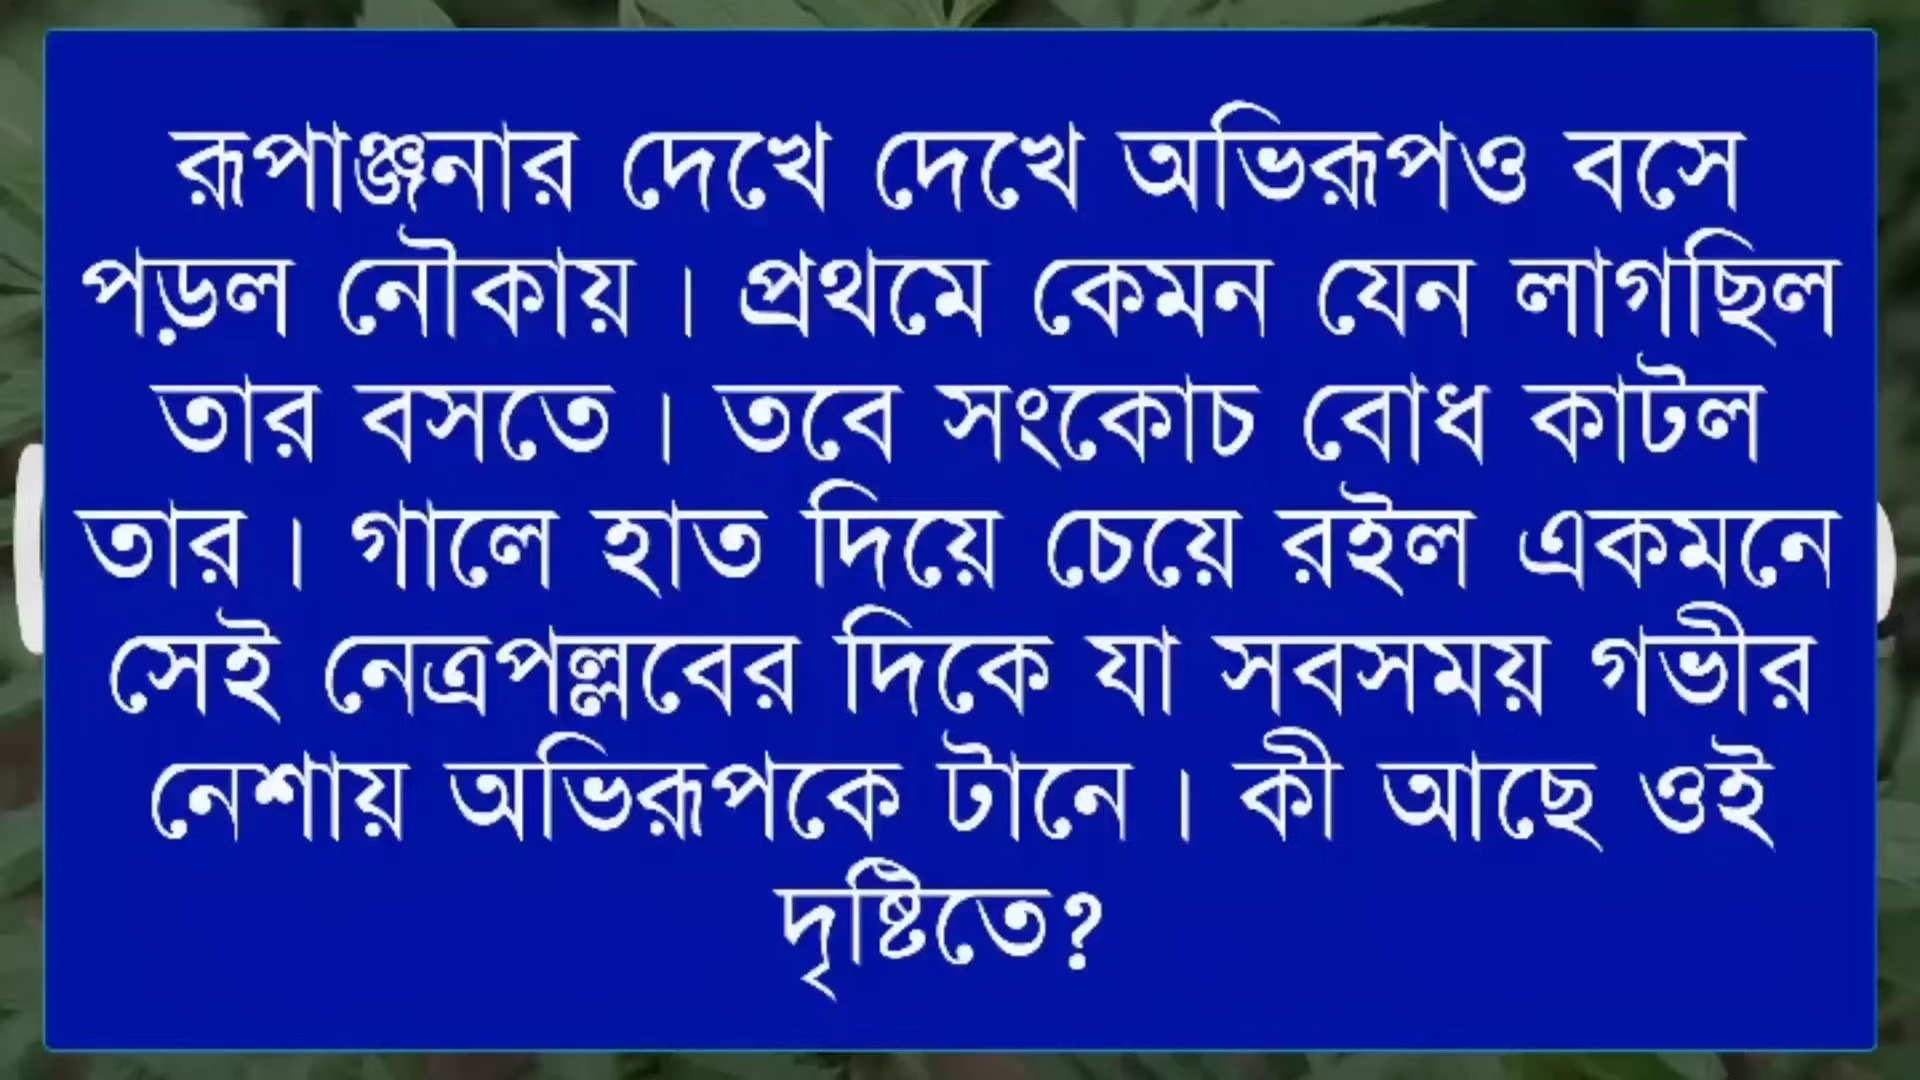 রূপাঞ্জনার দেখে দেখে অভিরূপও বসে
পড়ল নৌকায়। প্রথমে কেমন যেন লাগছিল
তার বসতে। তবে সংকোচ বোধ কাটল
তার। গালে হাত দিয়ে চেয়ে রইল একমনে
সেই নেত্রপল্লবের দিকে যা সবসময় গভীর
নেশায় অভিরূপকে টানে। কী আছে ওই
দৃষ্টিতে?